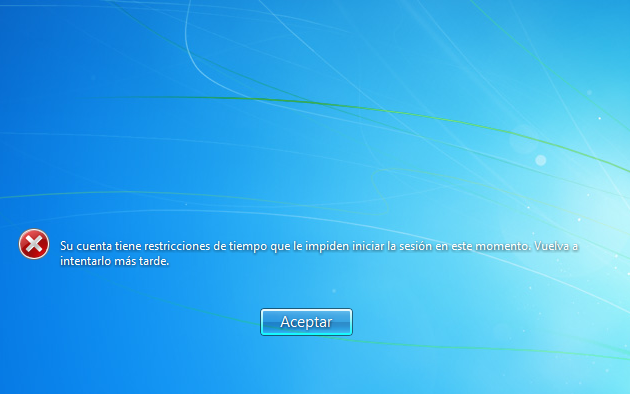 Su cuenta tiene restricciones de tiempo que le impiden iniciar la sesión en este momento. Vuelva a
intentarlo más tarde.
Aceptar